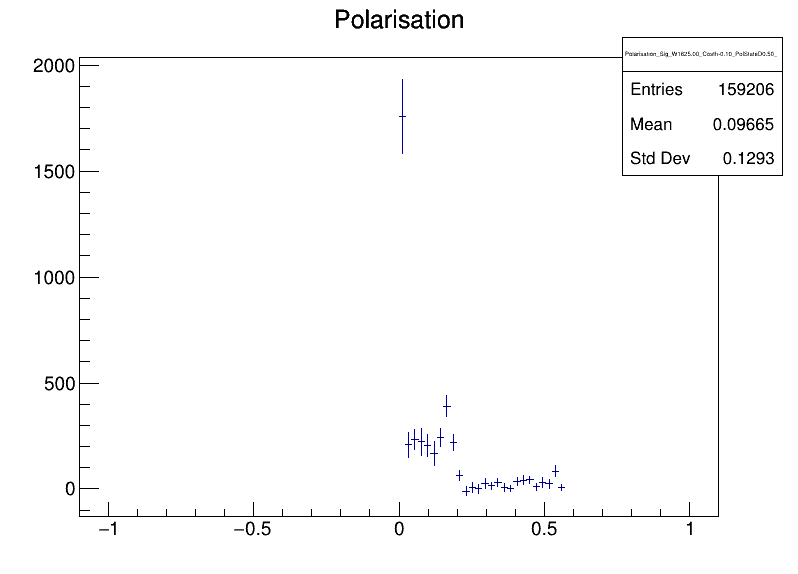 Polarisation
Polarisation_Sig_W1625.00_Costh-0.10_PolStateD0.50_
Entries 159206
Mean 0.09665
Std Dev 0.1293
2000
1500
1000
500
0
−1 −0.5 0 0.5 1